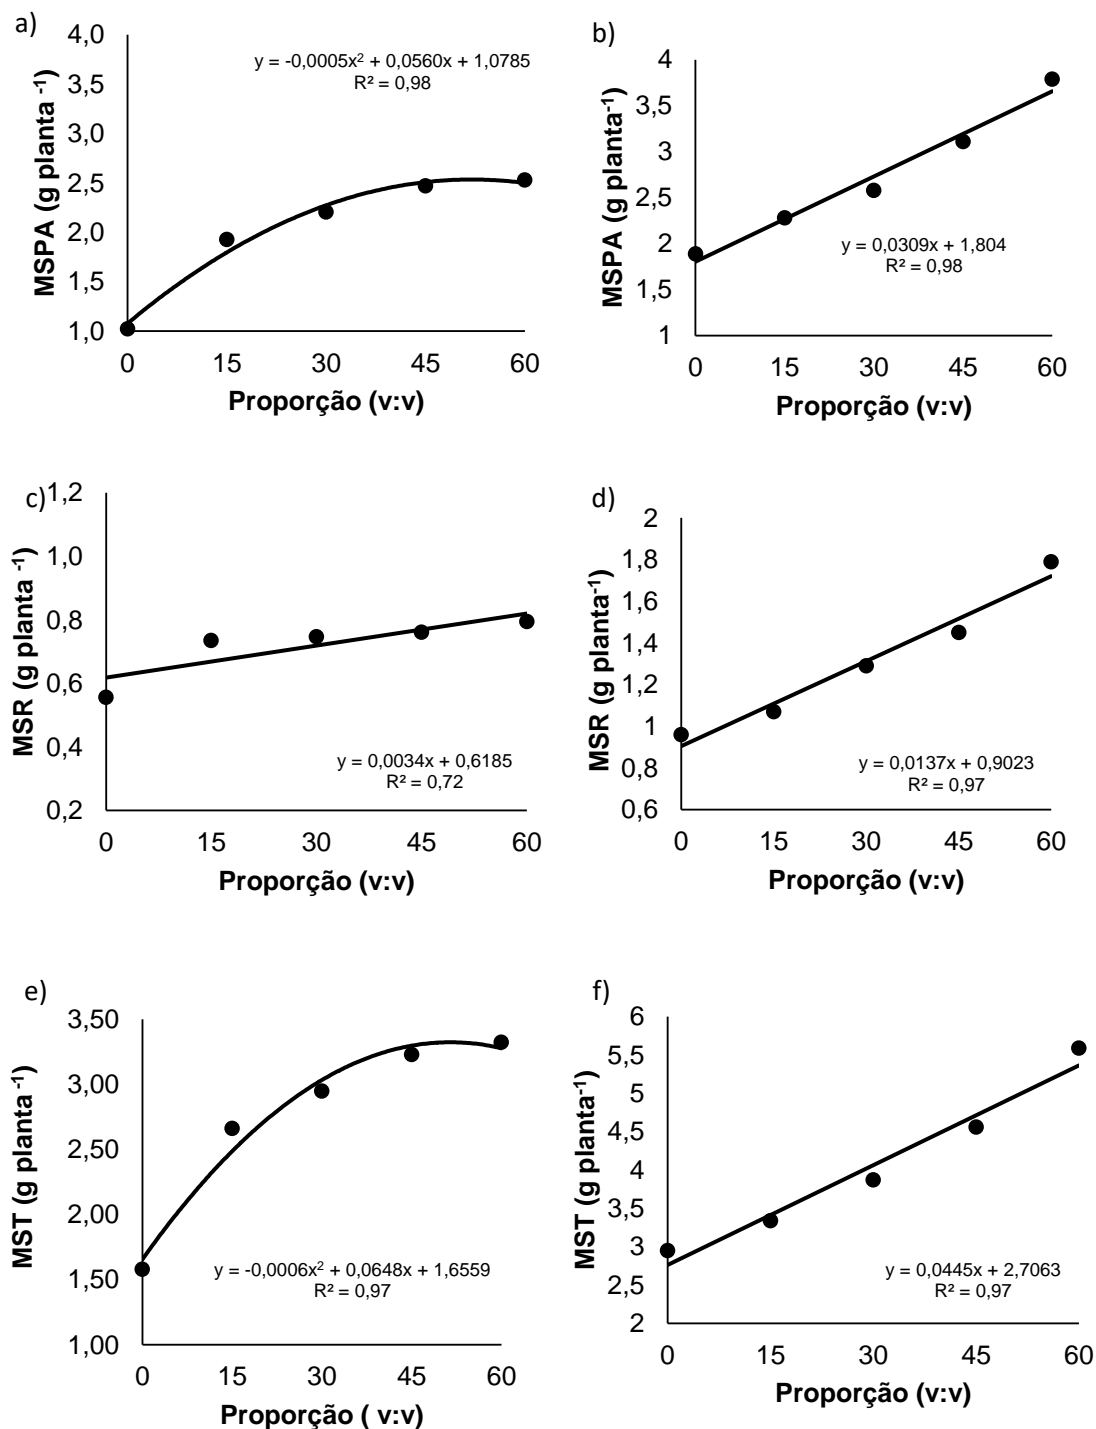 a)
4,0
3,5
3,0
2,5
2,0
1,5
1,0
MSPA (g planta ⁻¹)
y = -0,0005x² + 0,0560x + 1,0785
R² = 0,98
0 15 30 45 60
Proporção (v:v)
b)
4
3,5
3
2,5
2
1,5
1
MSPA (g planta⁻¹)
y = 0,0309x + 1,804
R² = 0,98
0 15 30 45 60
Proporção (v:v)
c)
1,2
1,0
0,8
0,6
0,4
0,2
MSR (g planta ⁻¹)
y = 0,0034x + 0,6185
R² = 0,72
0 15 30 45 60
Proporção (v:v)
d)
2
1,8
1,6
1,4
1,2
1
0,8
0,6
MSR (g planta⁻¹)
y = 0,0137x + 0,9023
R² = 0,97
0 15 30 45 60
Proporção (v:v)
e)
3,50
3,00
2,50
2,00
1,50
1,00
MST (g planta ⁻¹)
y = -0,0006x² + 0,0648x + 1,6559
R² = 0,97
0 15 30 45 60
Proporção ( v:v)
f)
6
5,5
5
4,5
4
3,5
3
2,5
2
MST (g planta⁻¹)
y = 0,0445x + 2,7063
R² = 0,97
0 15 30 45 60
Proporção (v:v)